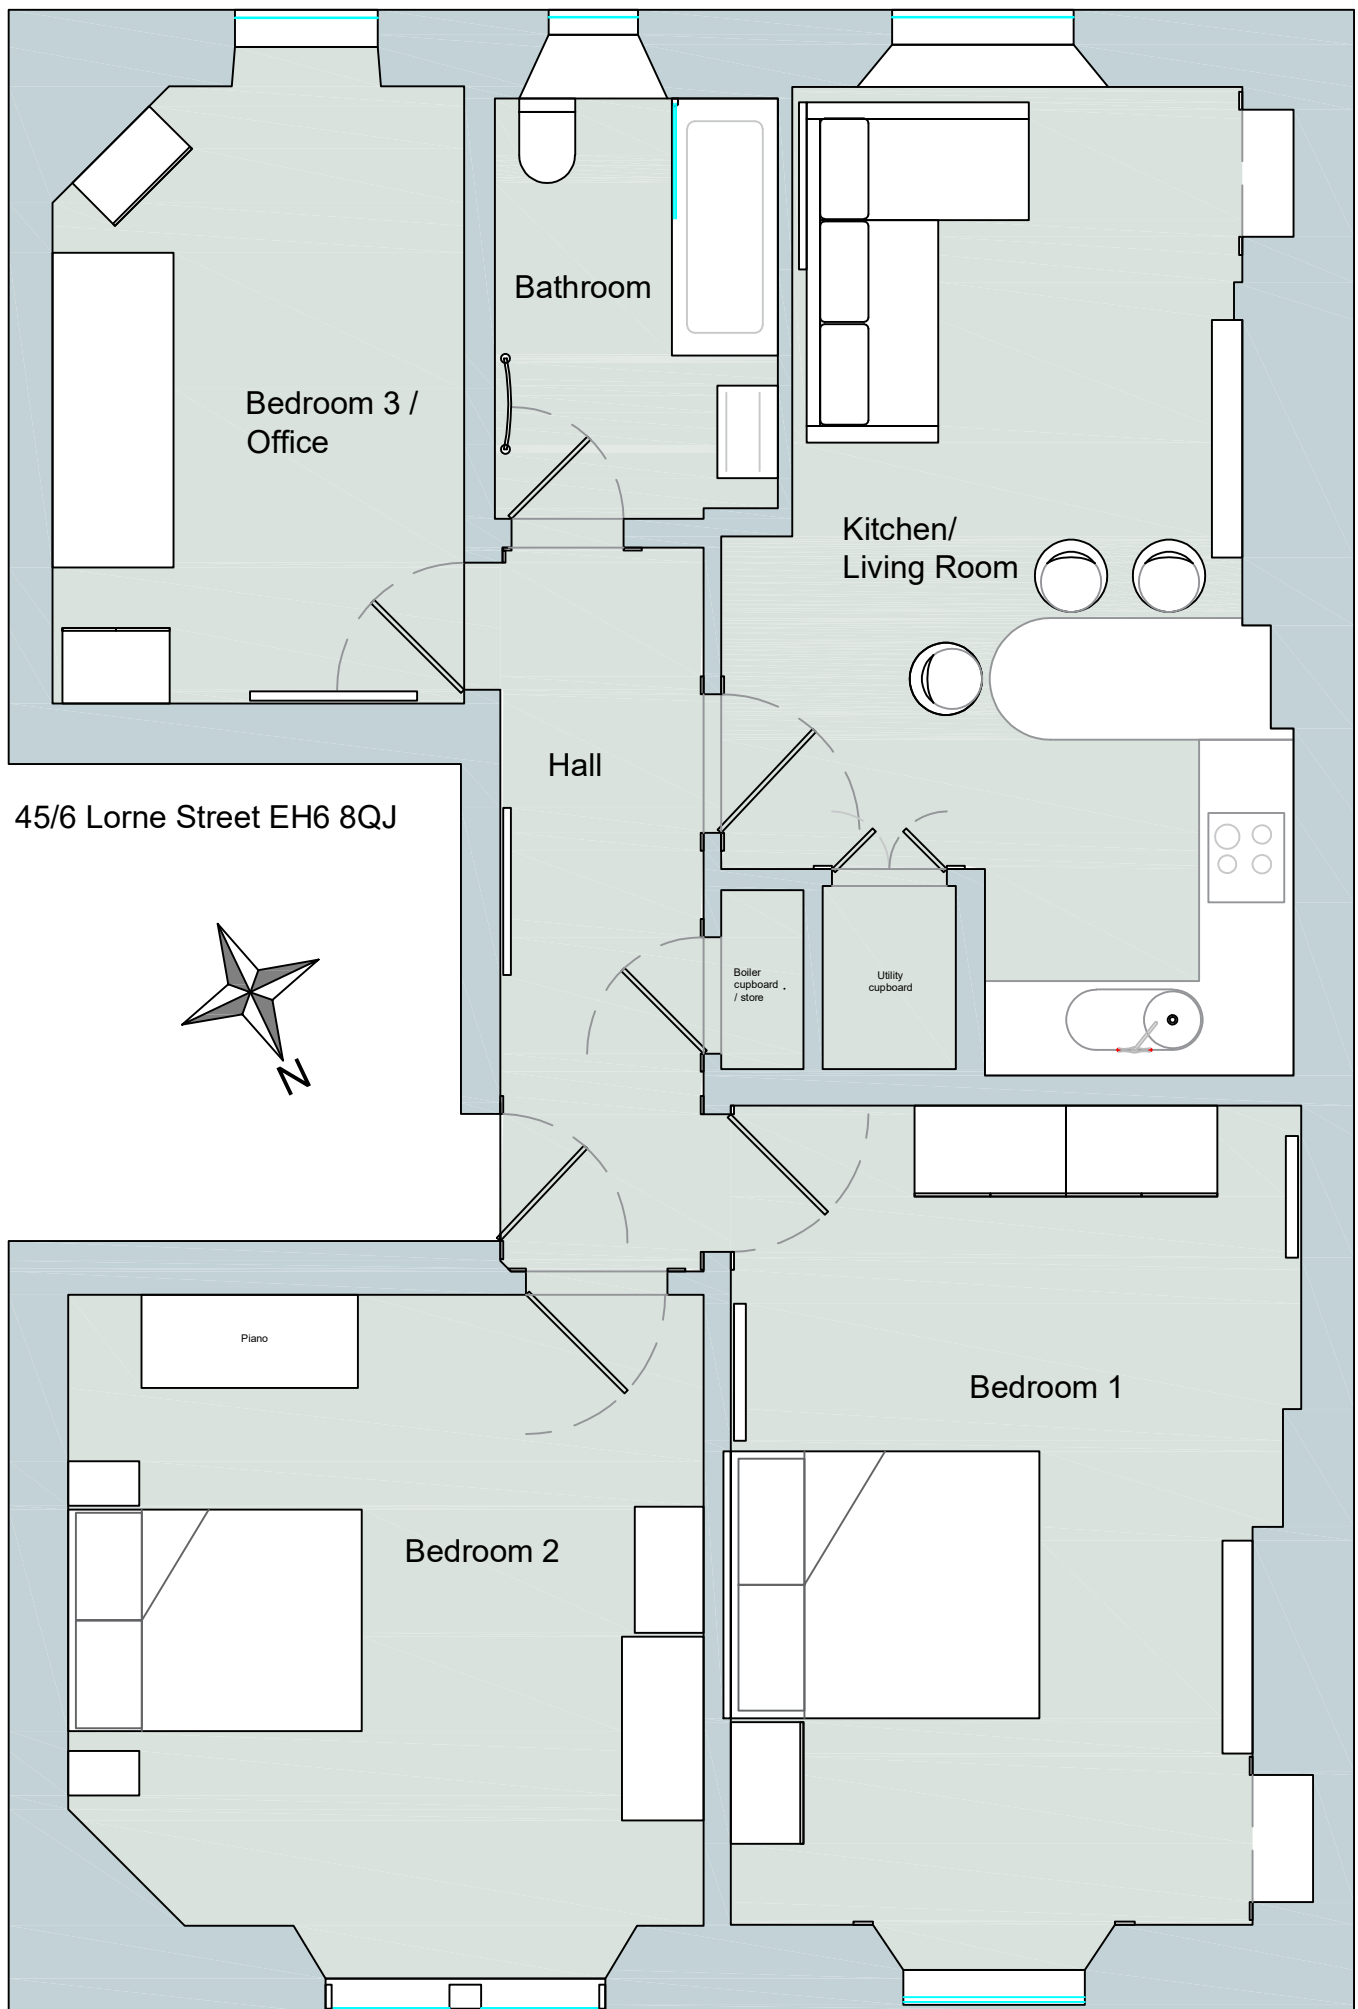 Bathroom
Bedroom 3 /
Office
Kitchen/
Living Room
Hall
45/6 Lorne Street EH6 8QJ
Boiler
cupboard
/ store
Utility
cupboard
N
Piano
Bedroom 1
Bedroom 2